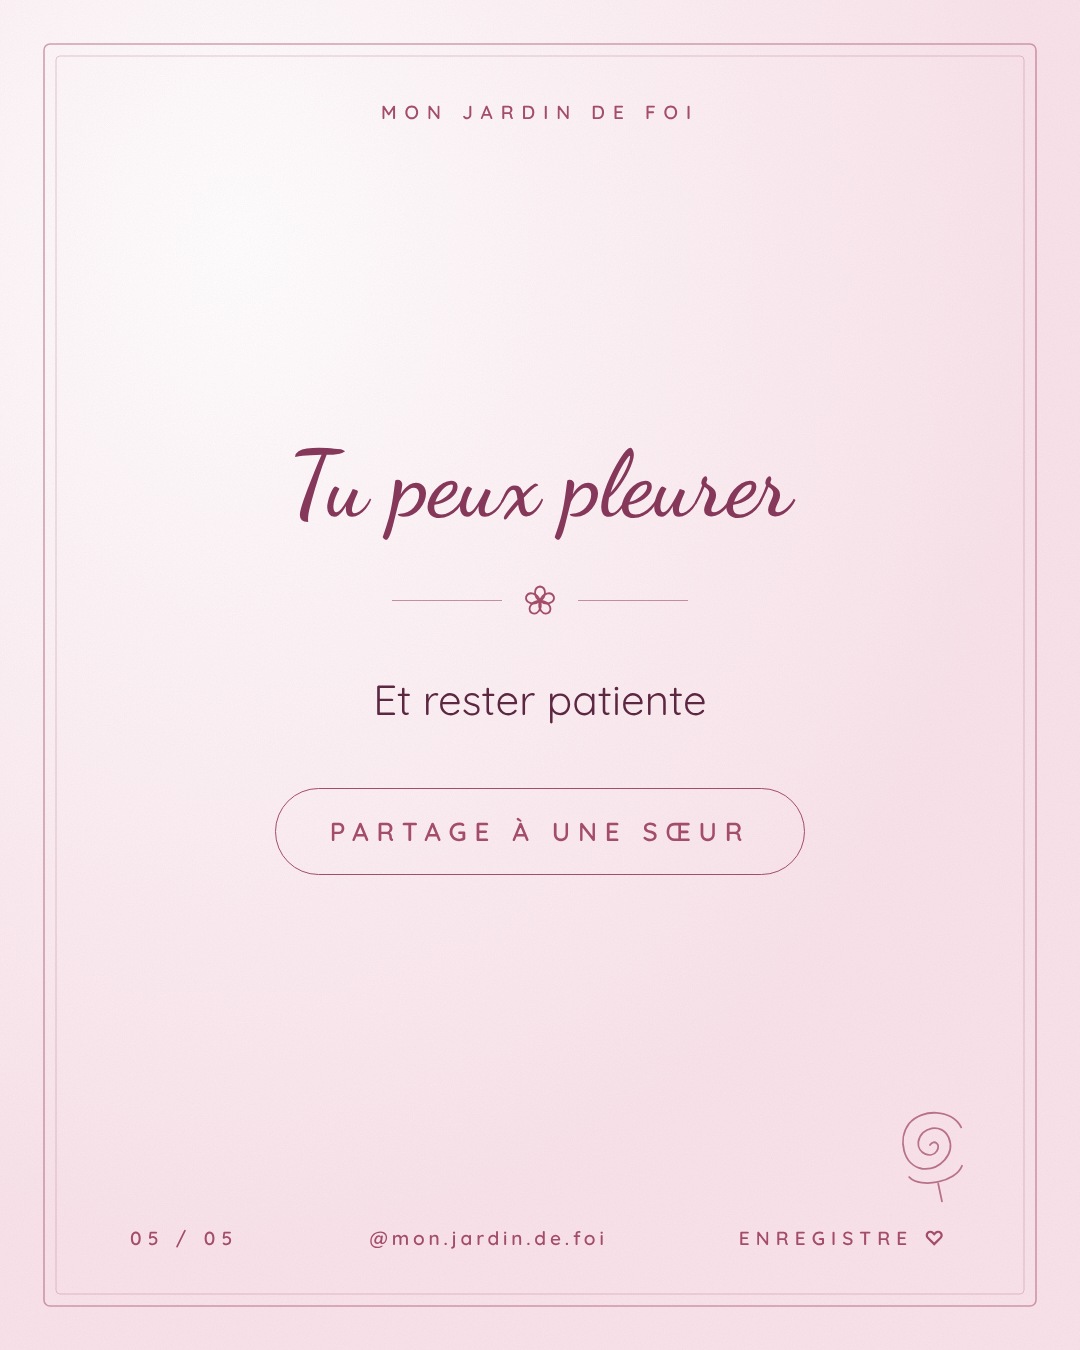 MON JARDIN DE FOI
Tu peux pleurer
Et rester patiente
PARTAGE À UNE SŒUR
05 / 05
@mon.jardin.de.foi
ENREGISTRE ♡